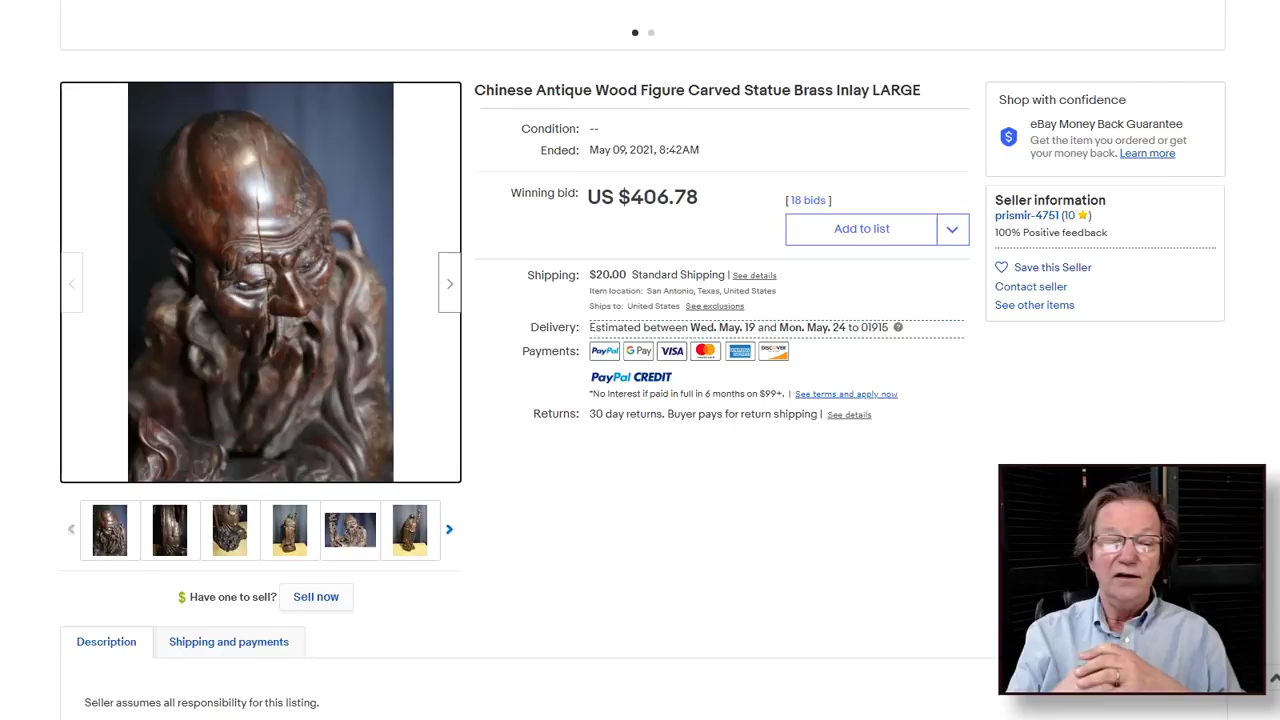 Chinese Antique Wood Figure Carved Statue Brass Inlay LARGE
Condition: --
Ended: May 09, 2021, 8:42AM
Winning bid: US $406.78 [ 18 bids ]
Add to list
Shipping: $20.00 Standard Shipping | See details
Item location: San Antonio, Texas, United States
Ships to: United States See exclusions
Delivery: Estimated between Wed. May. 19 and Mon. May. 24 to 01915
Payments: PayPal G Pay VISA DISCOVER
PayPal CREDIT
*No Interest if paid in full in 6 months on $99+. | See terms and apply now
Returns: 30 day returns. Buyer pays for return shipping | See details
Shop with confidence
eBay Money Back Guarantee
Get the item you ordered or get
your money back. Learn more
Seller information
prismir-4751 (10 ⭐)
100% Positive feedback
Save this Seller
Contact seller
See other items
Have one to sell? Sell now
Description Shipping and payments
Seller assumes all responsibility for this listing.